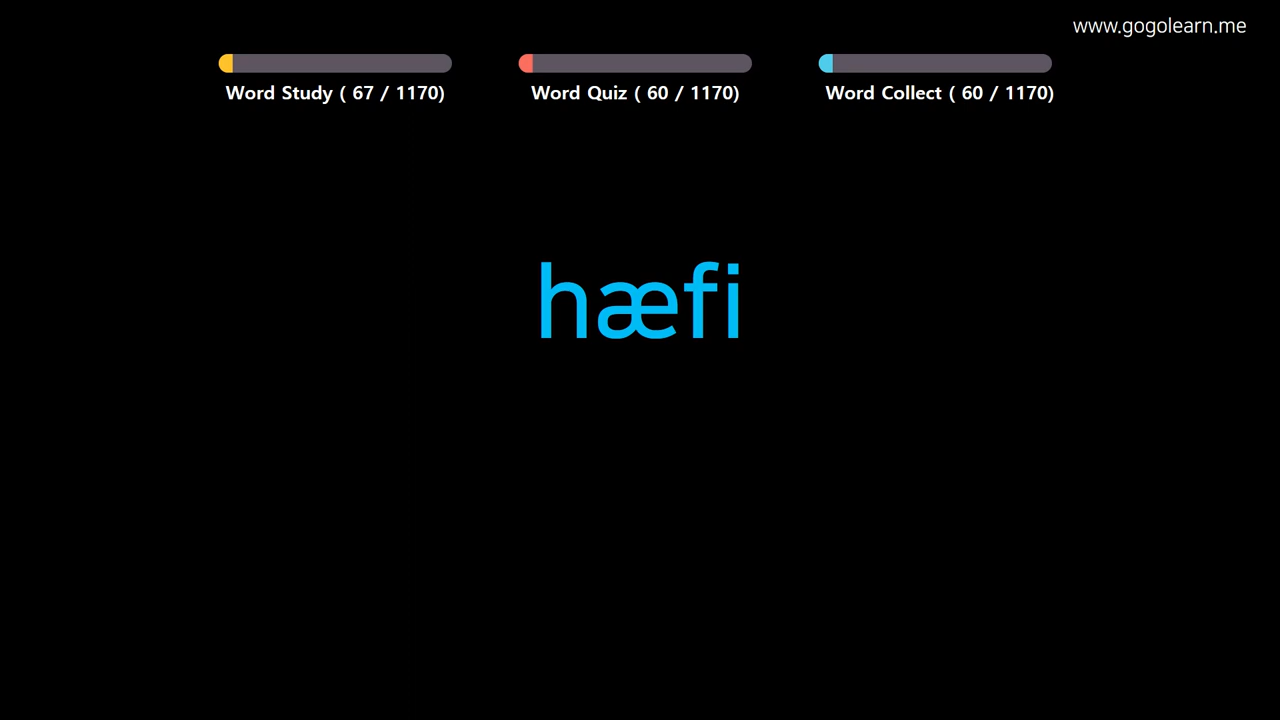 www.gogolearn.me
Word Study ( 67 / 1170)
Word Quiz ( 60 / 1170)
Word Collect ( 60 / 1170)
hæfi